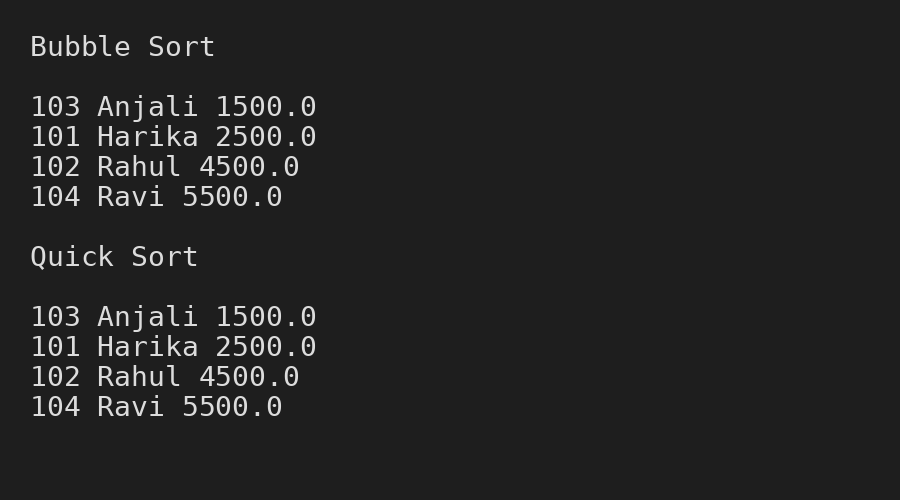 Bubble Sort
103 Anjali 1500.0
101 Harika 2500.0
102 Rahul 4500.0
104 Ravi 5500.0
Quick Sort
103 Anjali 1500.0
101 Harika 2500.0
102 Rahul 4500.0
104 Ravi 5500.0